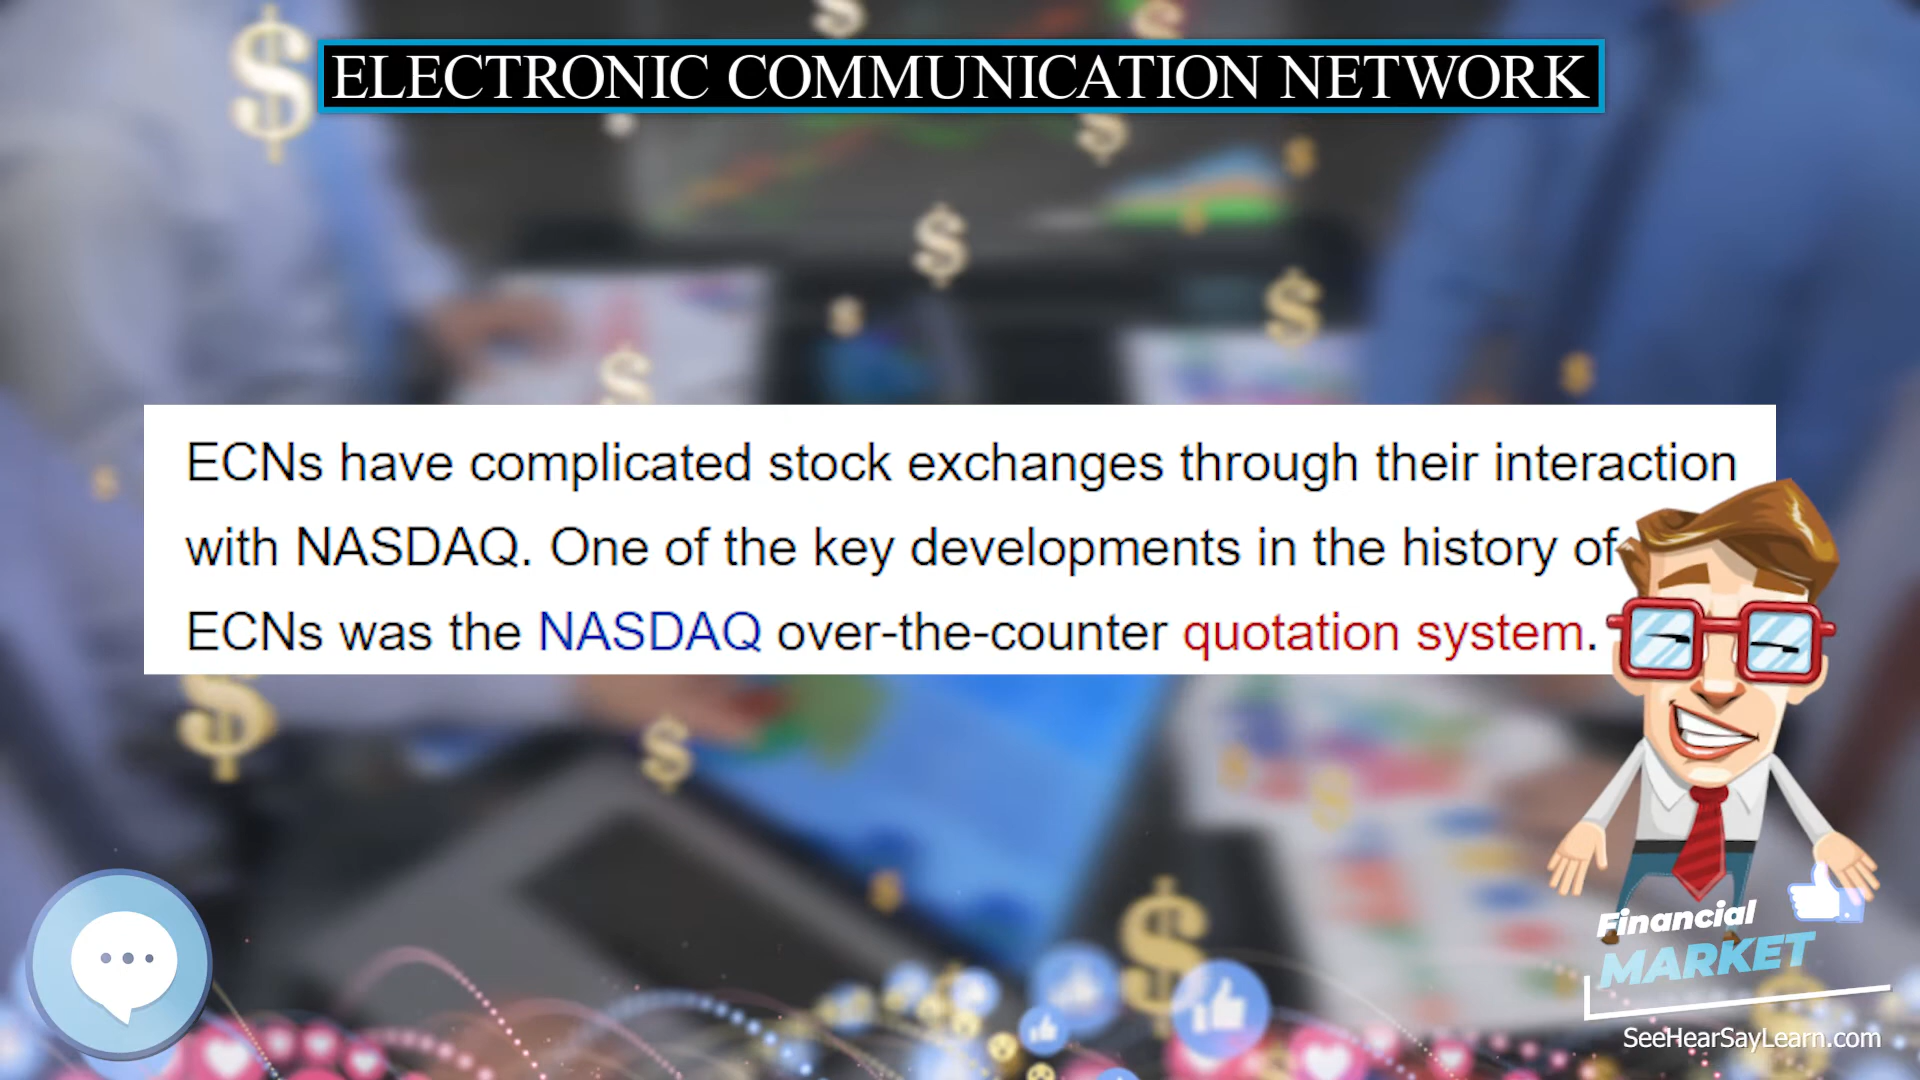 ELECTRONIC COMMUNICATION NETWORK
ECNs have complicated stock exchanges through their interaction
with NASDAQ. One of the key developments in the history of
ECNs was the NASDAQ over-the-counter quotation system.
Financial
MARKET
SeeHearSayLearn.com